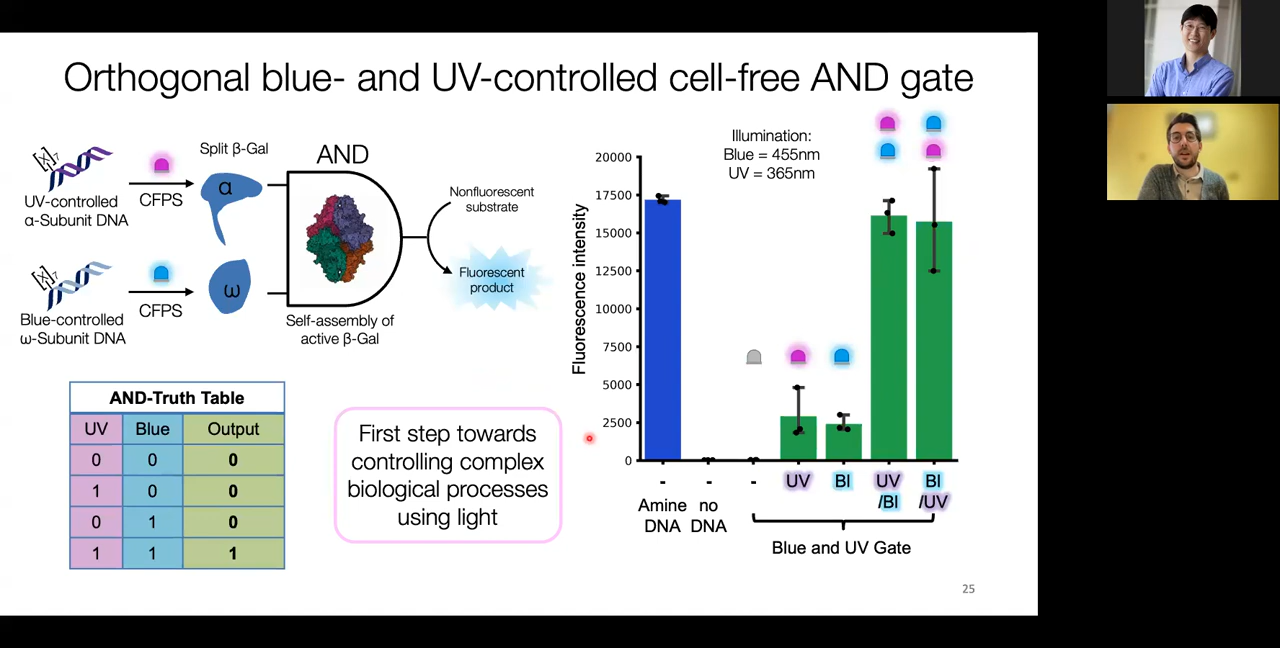 Orthogonal blue- and UV-controlled cell-free AND gate
[x]7
UV-controlled
α-Subunit DNA
CFPS
Split β-Gal
α
[x]7
Blue-controlled
ω-Subunit DNA
CFPS
ω
AND
Self-assembly of
active β-Gal
Nonfluorescent
substrate
Fluorescent
product
AND-Truth Table
UV Blue Output
0 0 0
1 0 0
0 1 0
1 1 1
First step towards
controlling complex
biological processes
using light
Illumination:
Blue = 455nm
UV = 365nm
Fluorescence intensity
20000
17500
15000
12500
10000
7500
5000
2500
0
- - - UV Bl UV Bl
/Bl /UV
Amine no
DNA DNA
Blue and UV Gate
25